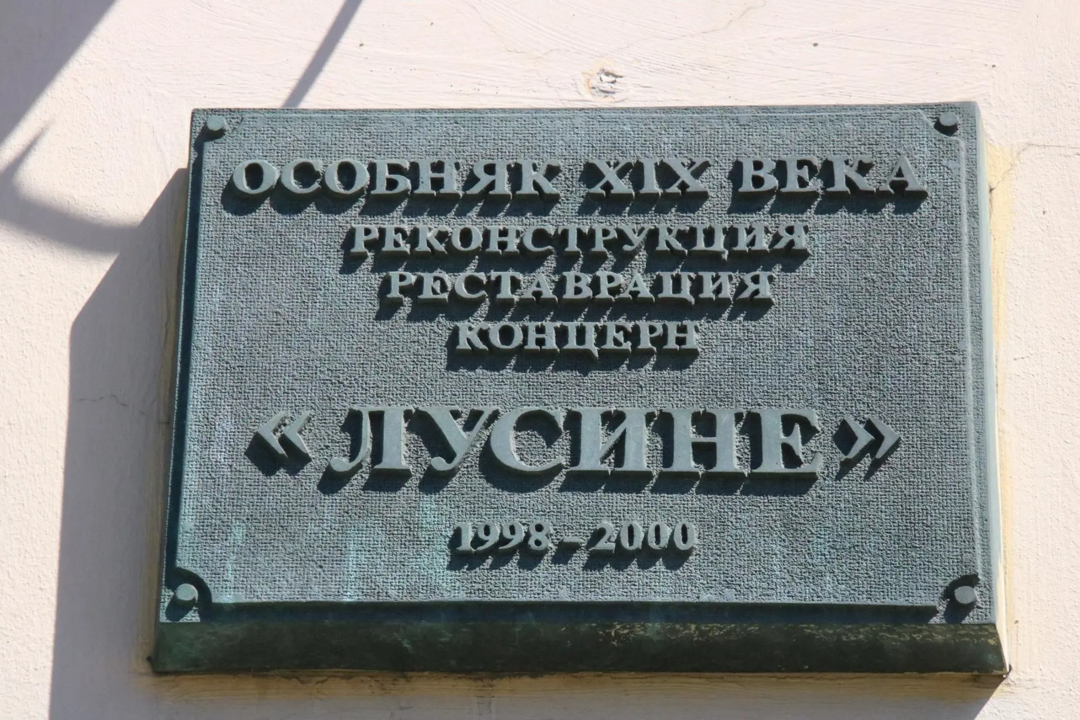 ОСОБНЯК XIX ВЕКА
РЕКОНСТРУКЦИЯ
РЕСТАВРАЦИЯ
КОНЦЕРН
«ЛУСИНЕ»
1998-2000